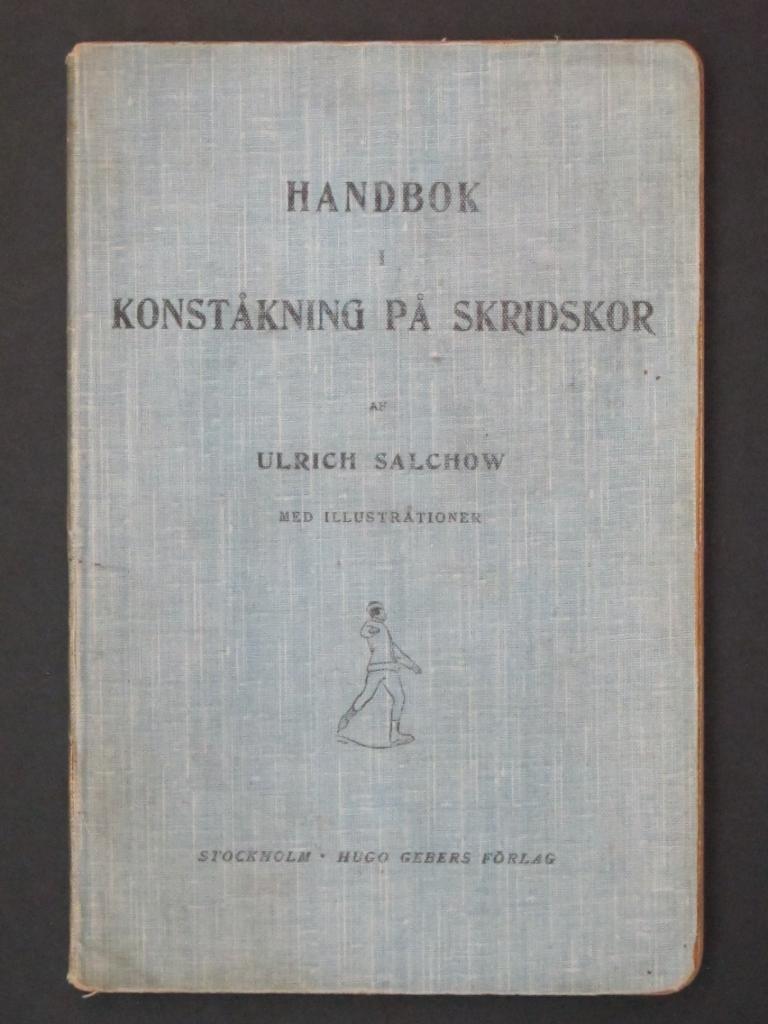 HANDBOK
I
KONSTÅKNING PÅ SKRIDSKOR
AF
ULRICH SALCHOW
MED ILLUSTRATIONER
STOCKHOLM • HUGO GEBERS FÖRLAG